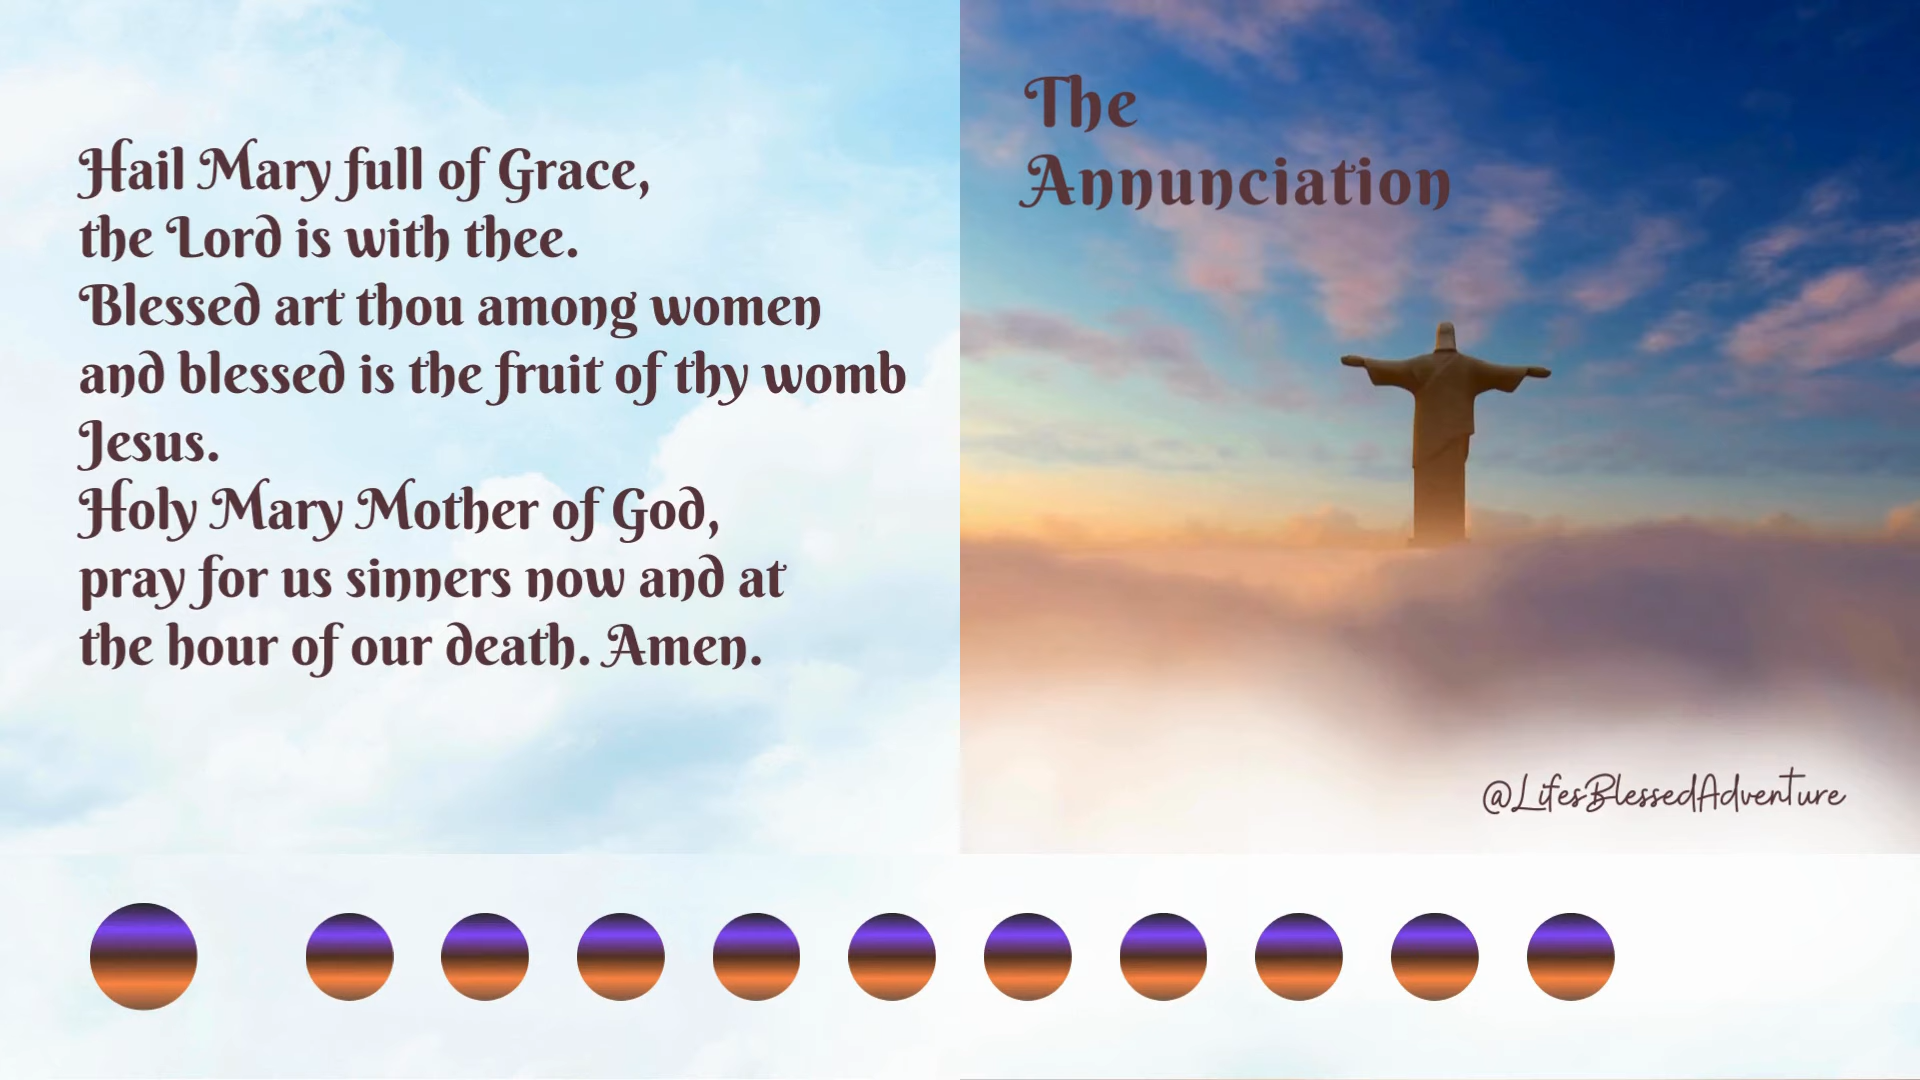 Hail Mary full of Grace,
the Lord is with thee.
Blessed art thou among women
and blessed is the fruit of thy womb
Jesus.
Holy Mary Mother of God,
pray for us sinners now and at
the hour of our death. Amen.
The
Annunciation
@LifesBlessedAdventure